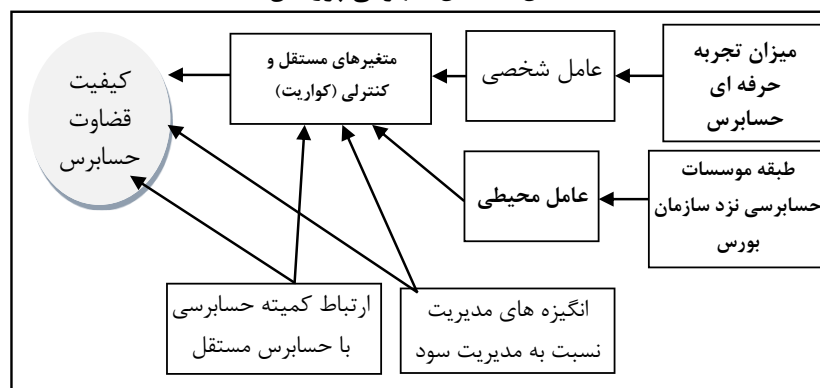 میزان تجربه
حرفه ای
حسابرس
عامل شخصی
متغیرهای مستقل و
کنترلی (کواریت)
کیفیت
قضاوت
حسابرس
طبقه موسسات
حسابرسی نزد سازمان
بورس
عامل محیطی
انگیزه های مدیریت
نسبت به مدیریت سود
ارتباط کمیته حسابرسی
با حسابرس مستقل